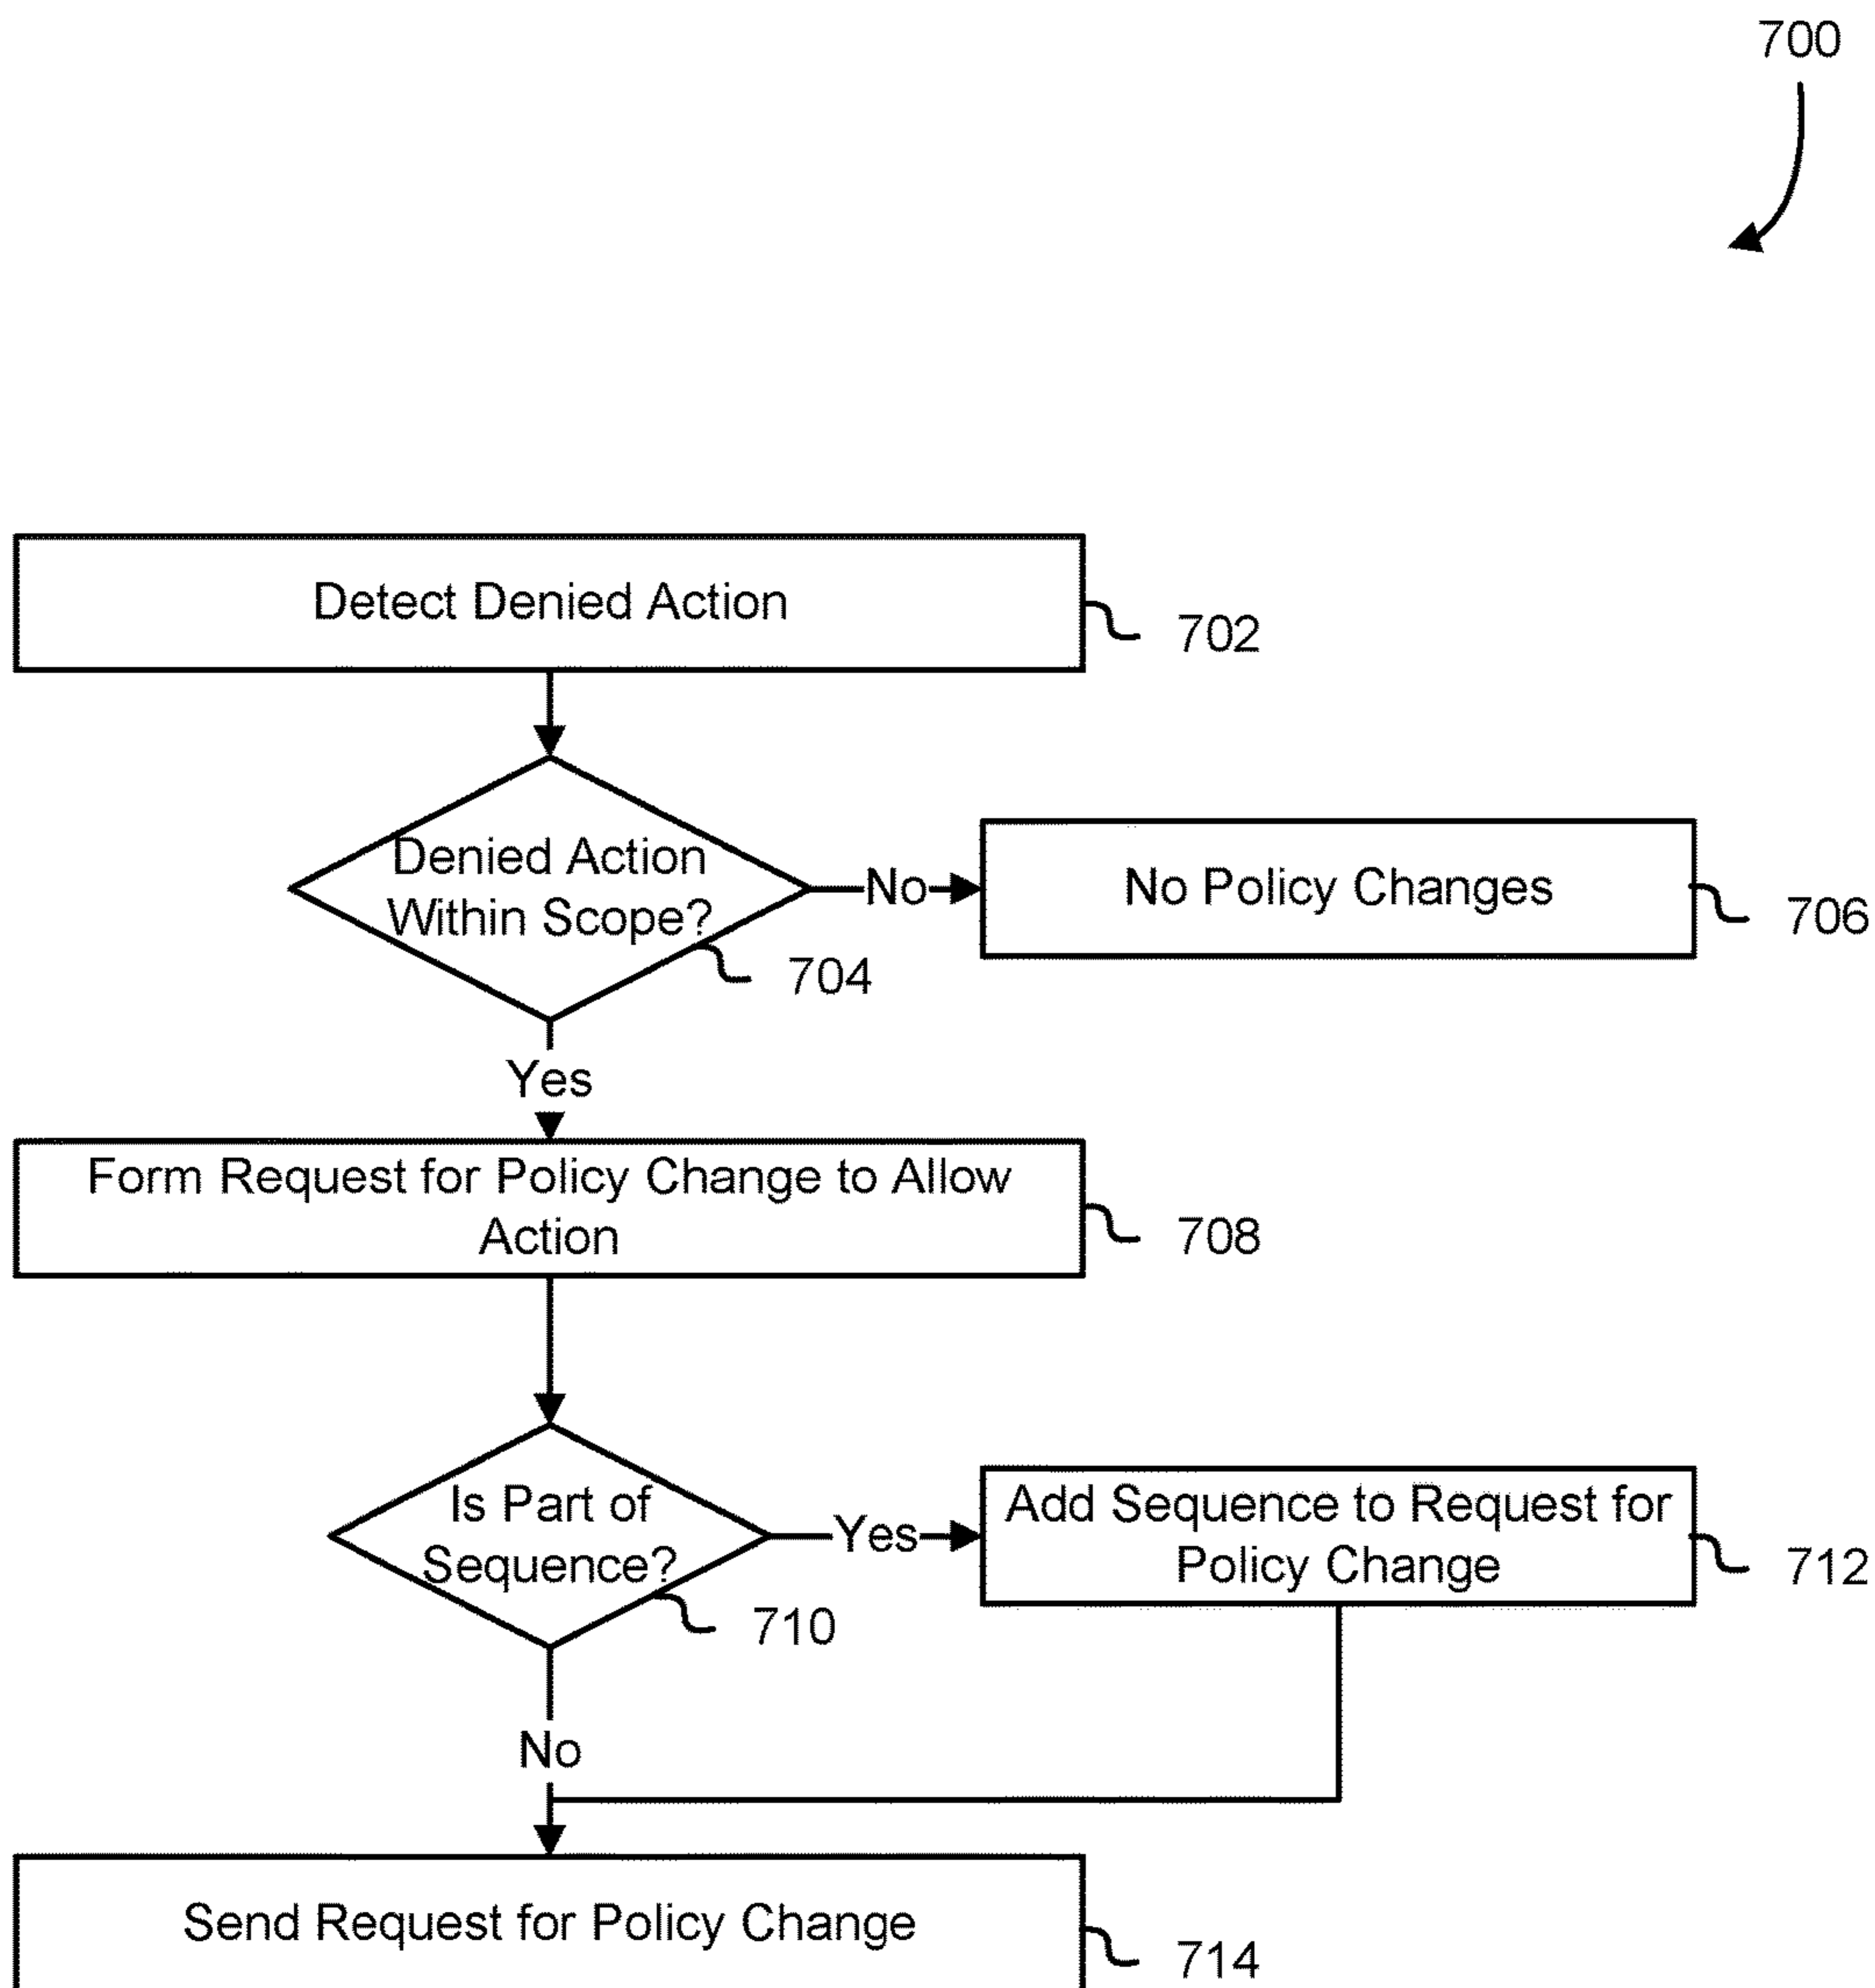 700
Detect Denied Action
702
Denied Action
Within Scope?
704
No
No Policy Changes
706
Yes
Form Request for Policy Change to Allow
Action
708
Is Part of
Sequence?
710
Yes
Add Sequence to Request for
Policy Change
712
No
Send Request for Policy Change
714